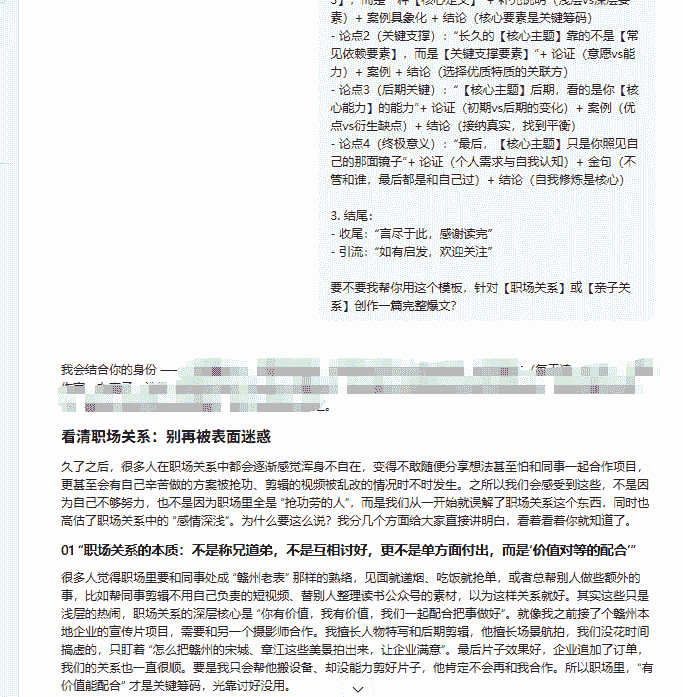 素）+ 案例具象化 + 结论（核心要素是关键筹码）
- 论点2（关键支撑）：“长久的【核心主题】靠的不是【常
见依赖要素】，而是【关键支撑要素】”+ 论证（意愿vs能
力）+ 案例 + 结论（选择优质特质的关联方）
- 论点3（后期关键）：“【核心主题】后期，看的是你【核
心能力】的能力”+ 论证（初期vs后期的变化）+ 案例（优
点vs衍生缺点）+ 结论（接纳真实，找到平衡）
- 论点4（终极意义）：“最后，【核心主题】只是你照见自
己的那面镜子”+ 论证（个人需求与自我认知）+ 金句（不
管和谁，最后都是和自己过）+ 结论（自我修炼是核心）
3. 结尾：
- 收尾：“言尽于此，感谢读完”
- 引流：“如有启发，欢迎关注”
要不要我帮你用这个模板，针对【职场关系】或【亲子关
系】创作一篇完整爆文？
我会结合你的身份 ——
看清职场关系：别再被表面迷惑
久了之后，很多人在职场关系中都会逐渐感觉浑身不自在，变得不敢随便分享想法甚至怕和同事一起合作项目，
更甚至会有自己辛苦做的方案被抢功、剪辑的视频被乱改的情况时不时发生。之所以我们会感受到这些，不是因
为自己不够努力，也不是因为职场里全是 “抢功劳的人”，而是我们从一开始就误解了职场关系这个东西，同时也
高估了职场关系中的 “感情深浅”。为什么要这么说？我分几个方面给大家直接讲明白，看着看着你就知道了。
01 “职场关系的本质：不是称兄道弟，不是互相讨好，更不是单方面付出，而是‘价值对等的配合’”
很多人觉得职场里要和同事处成 “赣州老表” 那样的熟络，见面就递烟、吃饭就抢单，或者总帮别人做些额外的
事，比如帮同事剪辑不用自己负责的短视频、替别人整理读书公众号的素材，以为这样关系就好。其实这些只是
浅层的热闹，职场关系的深层核心是 “你有价值，我有价值，我们一起配合把事做好”。就像我之前接了个赣州本
地企业的宣传片项目，需要和另一个摄影师合作。我擅长人物特写和后期剪辑，他擅长场景航拍，我们没花时间
搞虚的，只盯着 “怎么把赣州的宋城、章江这些美景拍出来，让企业满意”。最后片子效果好，企业追加了订单，
我们的关系也一直很顺。要是我只会帮他搬设备、却没能力剪好片子，他肯定不会再和我合作。所以职场里，“有
价值能配合” 才是关键筹码，光靠讨好没用。